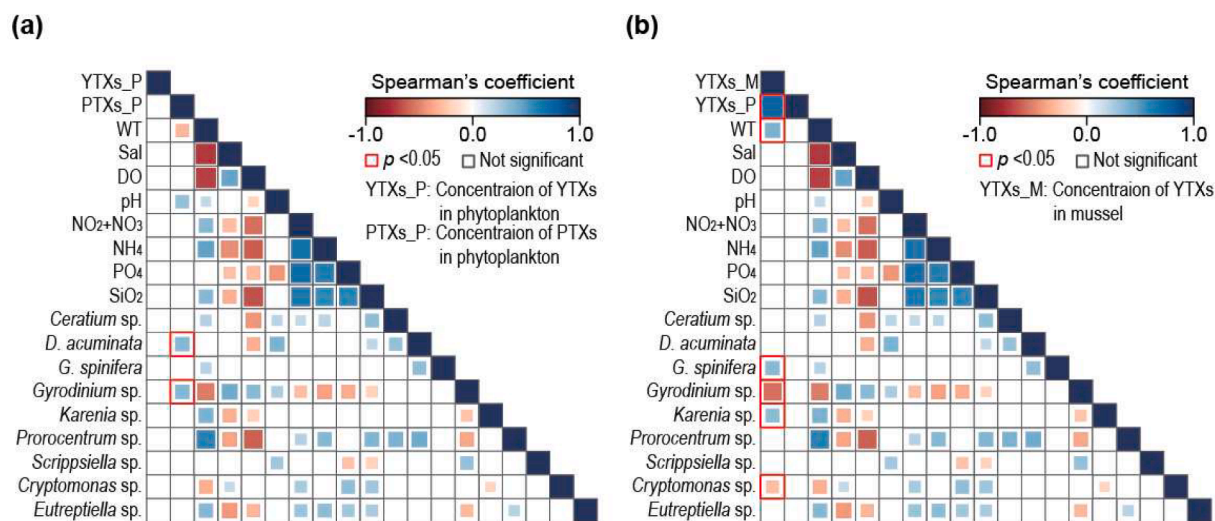 (a)
YTXs_P
PTXs_P
WT
Sal
DO
pH
NO2+NO3
NH4
PO4
SiO2
Ceratium sp.
D. acuminata
G. spinifera
Gyrodinium sp.
Karenia sp.
Prorocentrum sp.
Scrippsiella sp.
Cryptomonas sp.
Eutreptiella sp.
Spearman's coefficient
-1.0 0.0 1.0
p <0.05 Not significant
YTXs_P: Concentraion of YTXs
in phytoplankton
PTXs_P: Concentraion of PTXs
in phytoplankton
(b)
YTXs_M
YTXs_P
WT
Sal
DO
pH
NO2+NO3
NH4
PO4
SiO2
Ceratium sp.
D. acuminata
G. spinifera
Gyrodinium sp.
Karenia sp.
Prorocentrum sp.
Scrippsiella sp.
Cryptomonas sp.
Eutreptiella sp.
Spearman's coefficient
-1.0 0.0 1.0
p <0.05 Not significant
YTXs_M: Concentraion of YTXs
in mussel